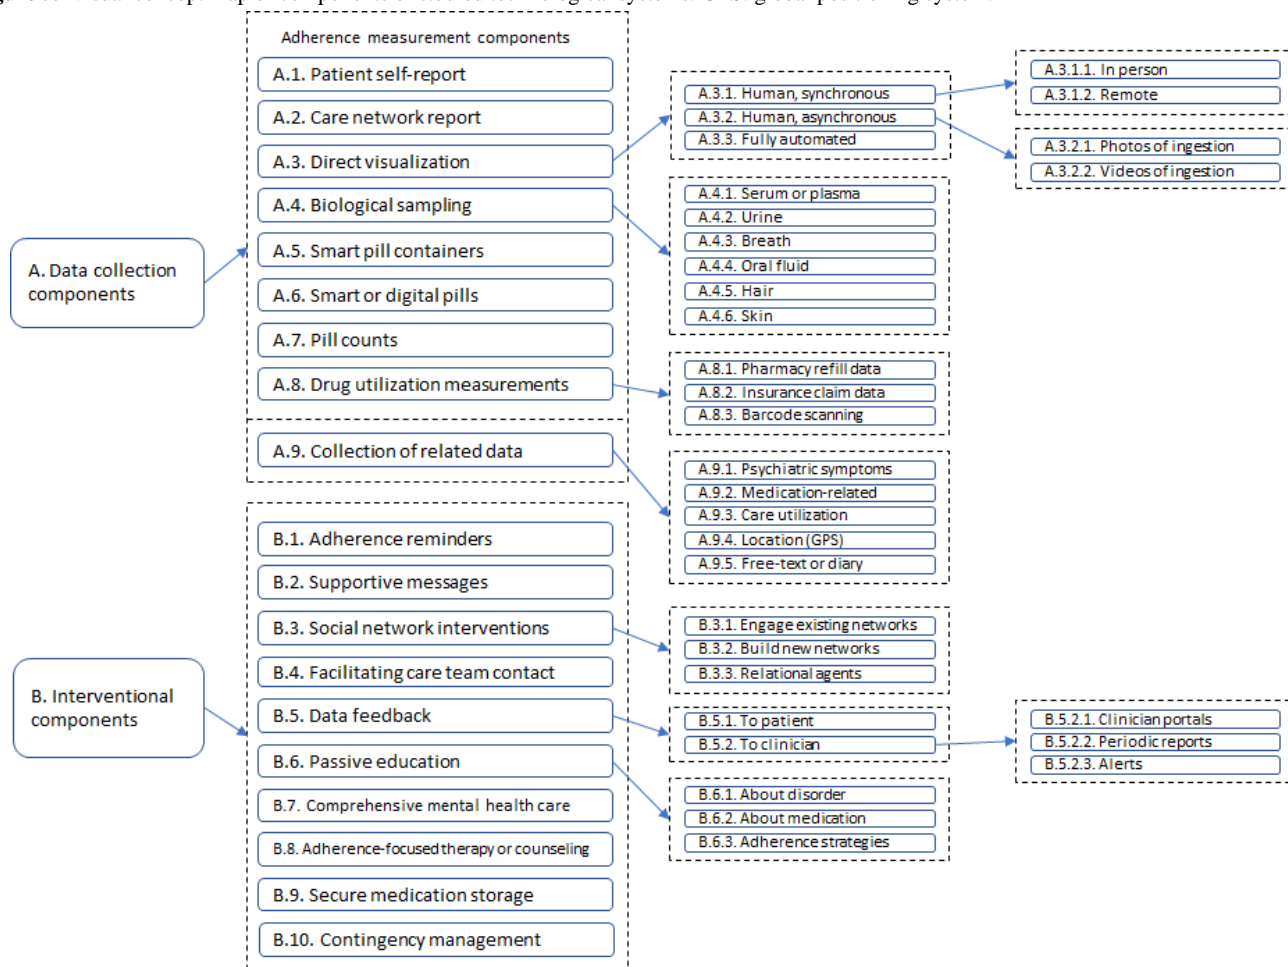 Adherence measurement components
A.1. Patient self-report
A.2. Care network report
A.3. Direct visualization
A.4. Biological sampling
A.5. Smart pill containers
A.6. Smart or digital pills
A.7. Pill counts
A.8. Drug utilization measurements
A.9. Collection of related data
A. Data collection
components
A.3.1. Human, synchronous
A.3.2. Human, asynchronous
A.3.3. Fully automated
A.3.1.1. In person
A.3.1.2. Remote
A.3.2.1. Photos of ingestion
A.3.2.2. Videos of ingestion
A.4.1. Serum or plasma
A.4.2. Urine
A.4.3. Breath
A.4.4. Oral fluid
A.4.5. Hair
A.4.6. Skin
A.8.1. Pharmacy refill data
A.8.2. Insurance claim data
A.8.3. Barcode scanning
A.9.1. Psychiatric symptoms
A.9.2. Medication-related
A.9.3. Care utilization
A.9.4. Location (GPS)
A.9.5. Free-text or diary
B. Interventional
components
B.1. Adherence reminders
B.2. Supportive messages
B.3. Social network interventions
B.4. Facilitating care team contact
B.5. Data feedback
B.6. Passive education
B.7. Comprehensive mental health care
B.8. Adherence-focused therapy or counseling
B.9. Secure medication storage
B.10. Contingency management
B.3.1. Engage existing networks
B.3.2. Build new networks
B.3.3. Relational agents
B.5.1. To patient
B.5.2. To clinician
B.5.2.1. Clinician portals
B.5.2.2. Periodic reports
B.5.2.3. Alerts
B.6.1. About disorder
B.6.2. About medication
B.6.3. Adherence strategies